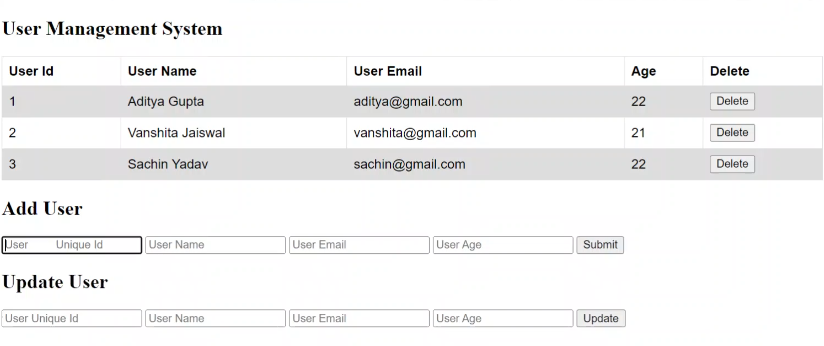 User Management System
User Id User Name User Email Age Delete
1 Aditya Gupta aditya@gmail.com 22 Delete
2 Vanshita Jaiswal vanshita@gmail.com 21 Delete
3 Sachin Yadav sachin@gmail.com 22 Delete
Add User
User Unique Id User Name User Email User Age Submit
Update User
User Unique Id User Name User Email User Age Update